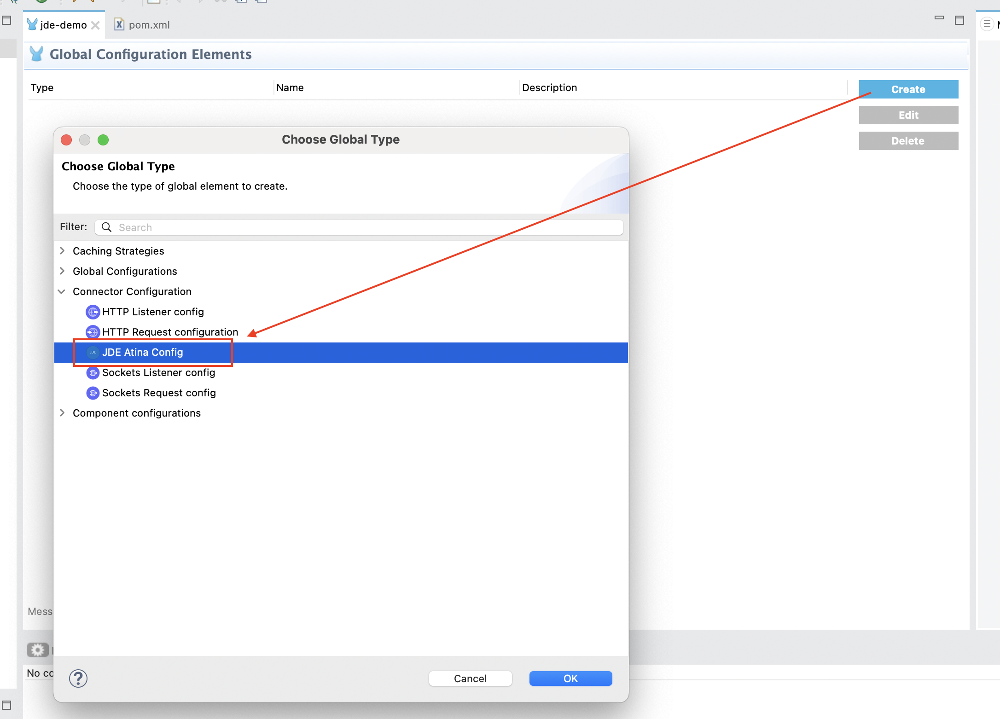 jde-demo
pom.xml
Global Configuration Elements
Type Name Description
Create
Edit
Delete
Choose Global Type
Choose Global Type
Choose the type of global element to create.
Filter: Search
Caching Strategies
Global Configurations
Connector Configuration
HTTP Listener config
HTTP Request configuration
JDE JDE Atina Config
Sockets Listener config
Sockets Request config
Component configurations
Mess
No co
? Cancel OK